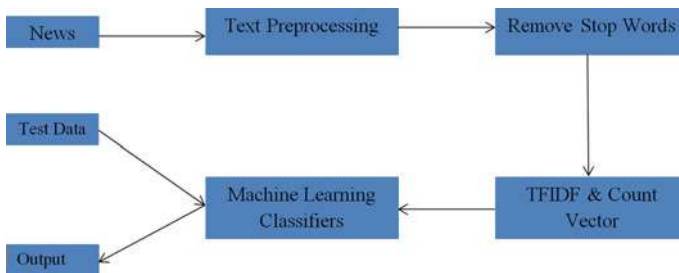 News
Text Preprocessing
Remove Stop Words
Test Data
Machine Learning
Classifiers
TFIDF & Count
Vector
Output